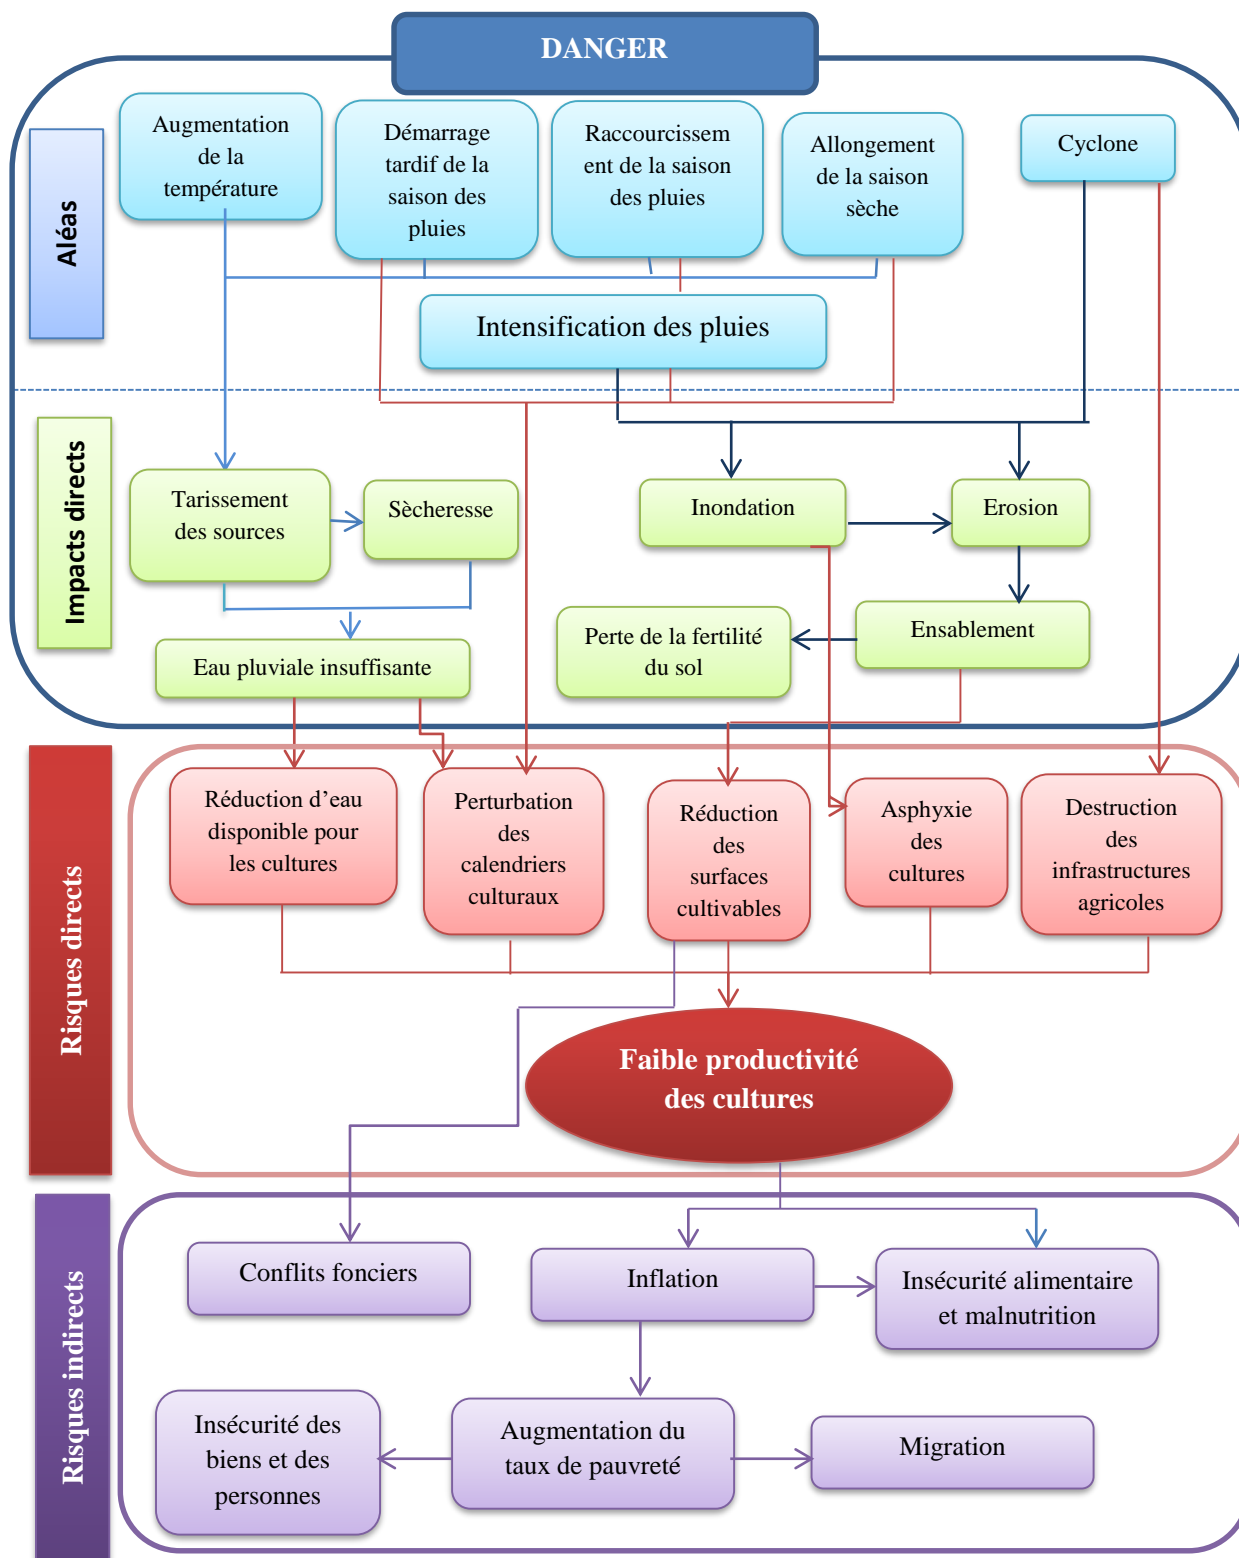 DANGER
Aléas
Augmentation
de la
température
Démarrage
tardif de la
saison des
pluies
Raccourcissem
ent de la saison
des pluies
Allongement
de la saison
sèche
Cyclone
Intensification des pluies
Impacts directs
Tarissement
des sources
Sècheresse
Inondation
Erosion
Perte de la fertilité
du sol
Ensablement
Eau pluviale insuffisante
Risques directs
Réduction d’eau
disponible pour
les cultures
Perturbation
des
calendriers
culturaux
Réduction
des
surfaces
cultivables
Asphyxie
des
cultures
Destruction
des
infrastructures
agricoles
Faible productivité
des cultures
Risques indirects
Conflits fonciers
Inflation
Insécurité alimentaire
et malnutrition
Insécurité des
biens et des
personnes
Augmentation du
taux de pauvreté
Migration